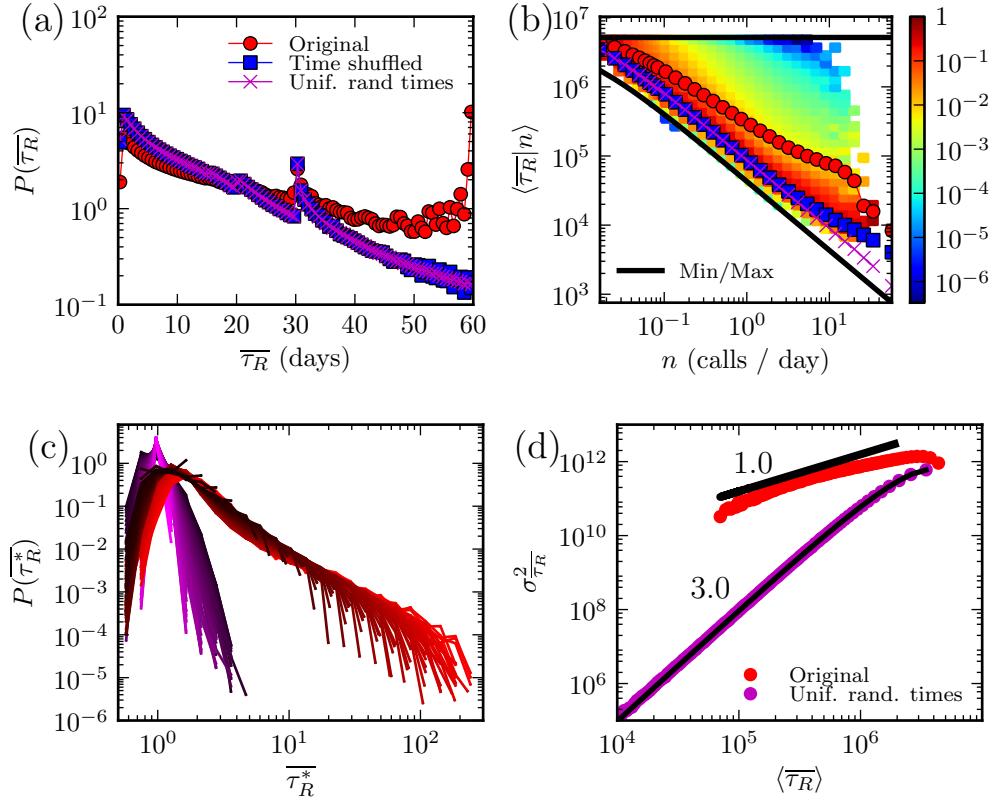 (a)
Original
Time shuffled
Unif. rand times
P(τ_R)
10^2
10^1
10^0
10^-1
0 10 20 30 40 50 60
τ_R (days)
(b)
⟨τ_R|n⟩
10^7
10^6
10^5
10^4
10^3
Min/Max
10^-1 10^0 10^1
n (calls / day)
1
10^-1
10^-2
10^-3
10^-4
10^-5
10^-6
(c)
P(τ_R^*)
10^0
10^-1
10^-2
10^-3
10^-4
10^-5
10^-6
10^0 10^1 10^2
τ_R^*
(d)
1.0
3.0
σ^2_τ_R
10^12
10^10
10^8
10^6
Original
Unif. rand. times
10^4 10^5 10^6
⟨τ_R⟩